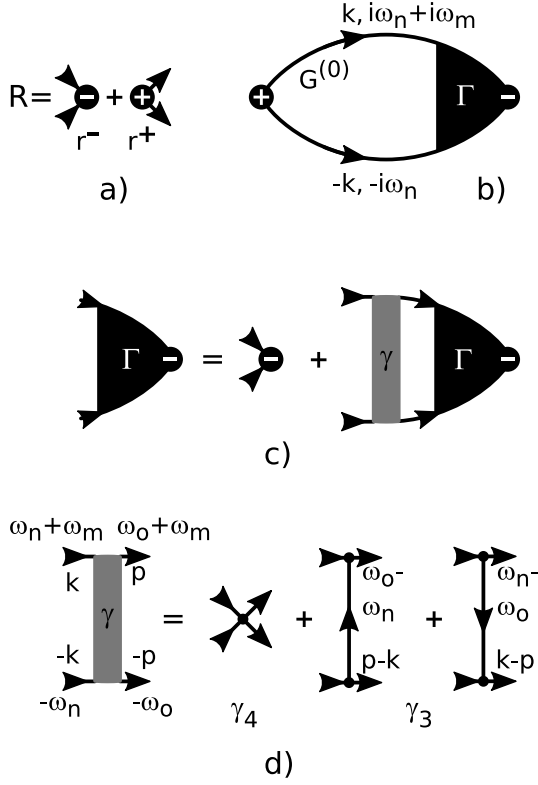 k, iωn+iωm
R= - + +
G(0)
+ Γ -
r- r+
-k, -iωn
a) b)
Γ - = - + γ Γ -
c)
ωn+ωm ωo+ωm
k p
ωo- ωn-
γ = + ωn + ωo
-k -p p-k k-p
-ωn -ωo
γ4 γ3
d)